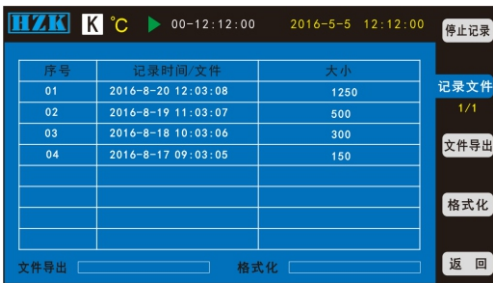 HZK K ℃ 00-12:12:00 2016-5-5 12:12:00 停止记录
序号 记录时间/文件 大小
01 2016-8-20 12:03:08 1250
02 2016-8-19 11:03:07 500
03 2016-8-18 10:03:06 300
04 2016-8-17 09:03:05 150
文件导出 格式化
记录文件
1/1
文件导出
格式化
返 回